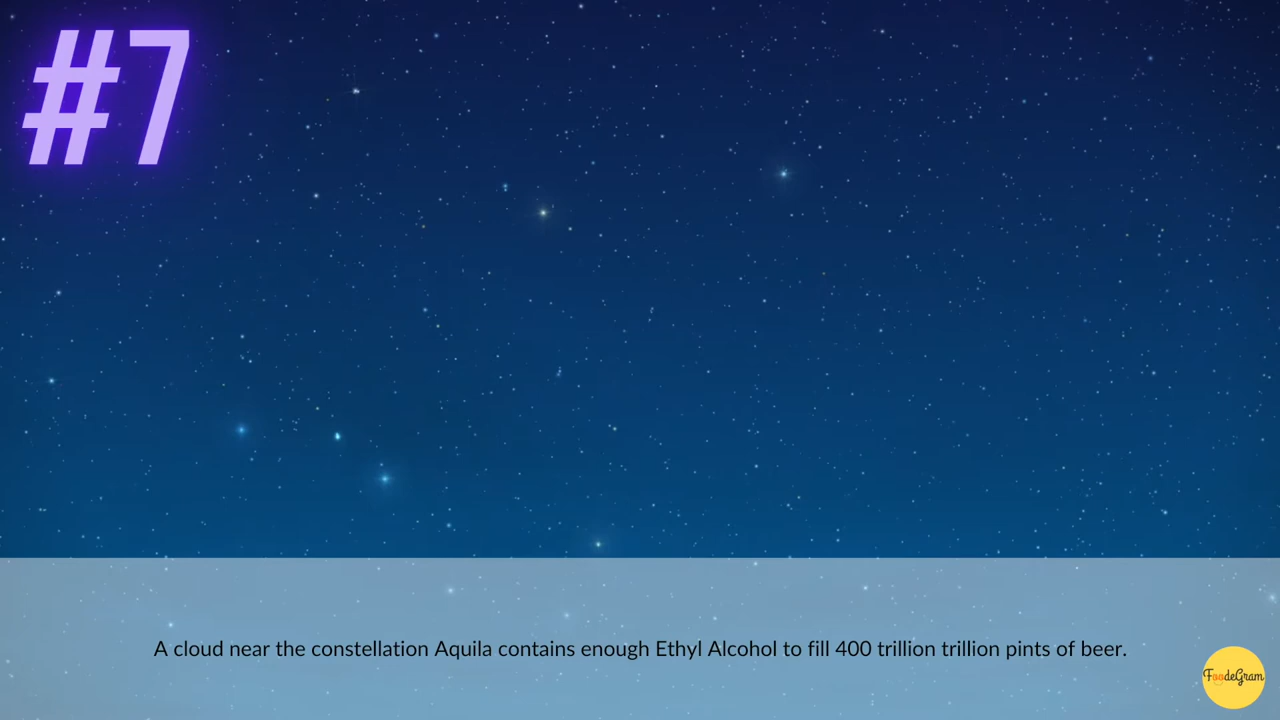 #7
A cloud near the constellation Aquila contains enough Ethyl Alcohol to fill 400 trillion trillion pints of beer.
FoodeGram